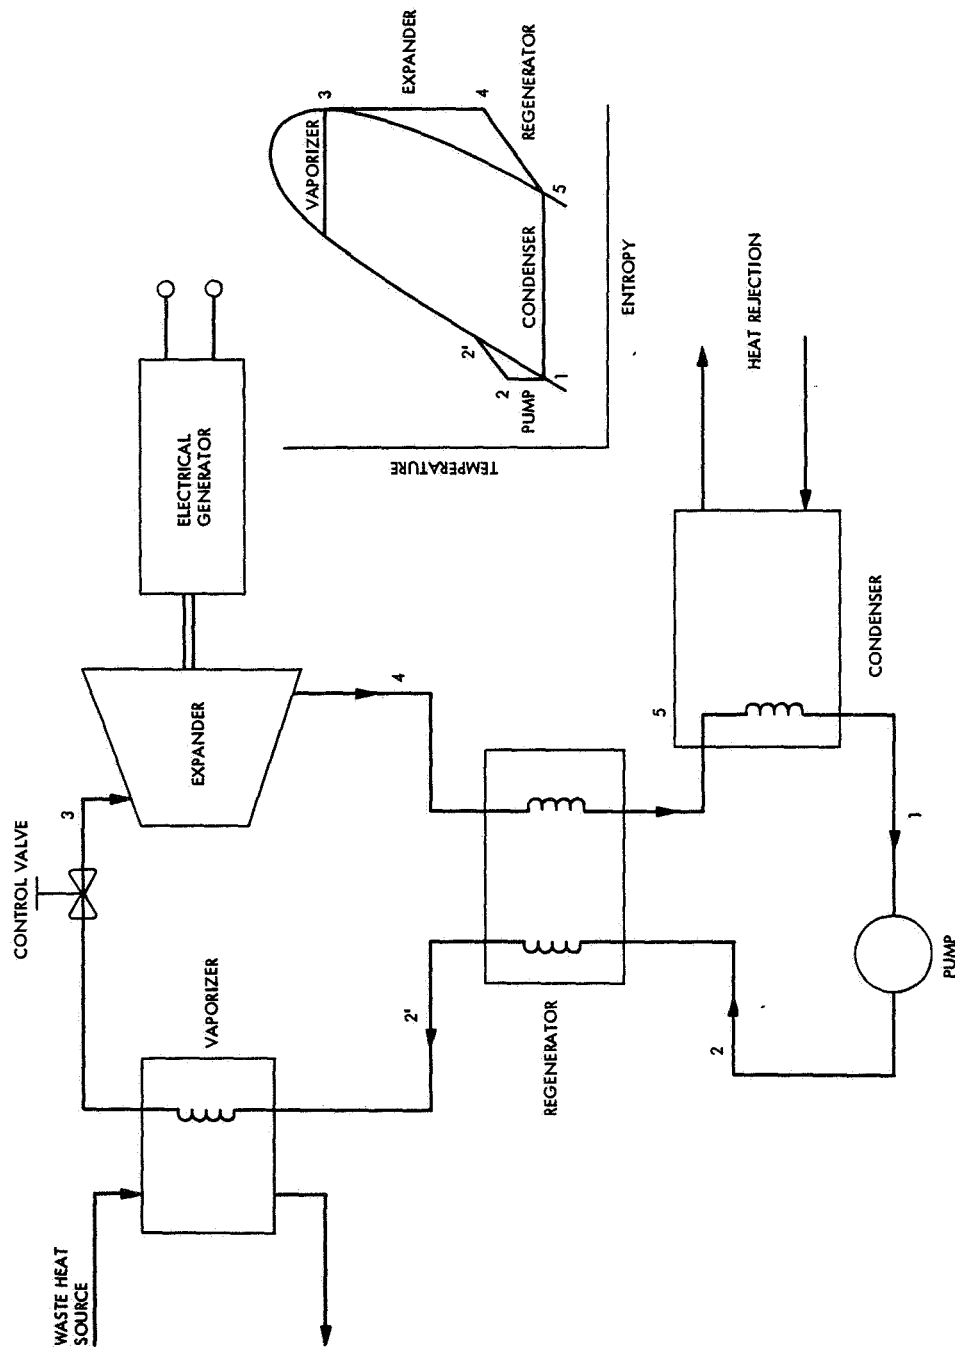 WASTE HEAT
SOURCE
VAPORIZER
CONTROL VALVE
3
EXPANDER
ELECTRICAL
GENERATOR
4
2'
REGENERATOR
2
PUMP
1
5
CONDENSER
HEAT REJECTION
TEMPERATURE
ENTROPY
VAPORIZER
3
EXPANDER
4
REGENERATOR
5
CONDENSER
1
PUMP
2
2'